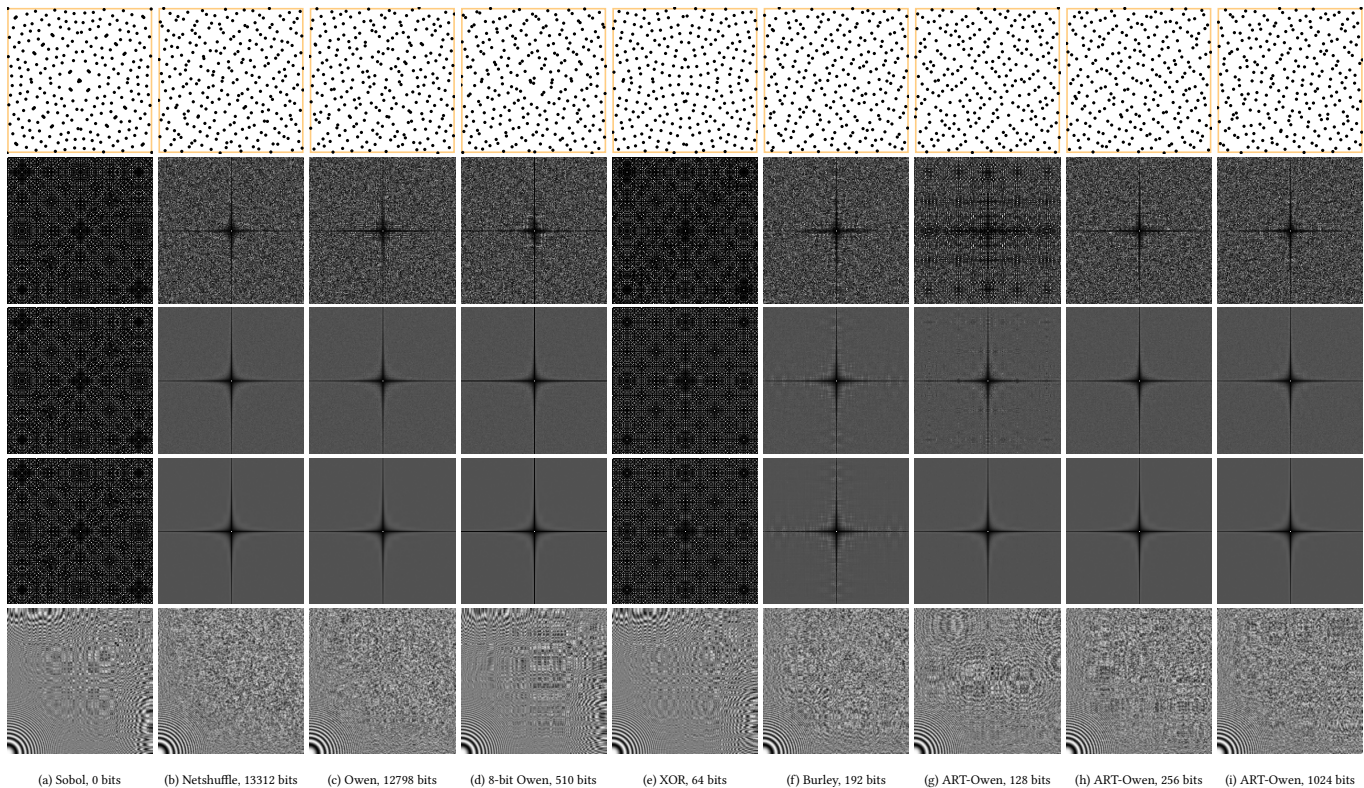 (a) Sobol, 0 bits
(b) Netshuffle, 13312 bits
(c) Owen, 12798 bits
(d) 8-bit Owen, 510 bits
(e) XOR, 64 bits
(f) Burley, 192 bits
(g) ART-Owen, 128 bits
(h) ART-Owen, 256 bits
(i) ART-Owen, 1024 bits